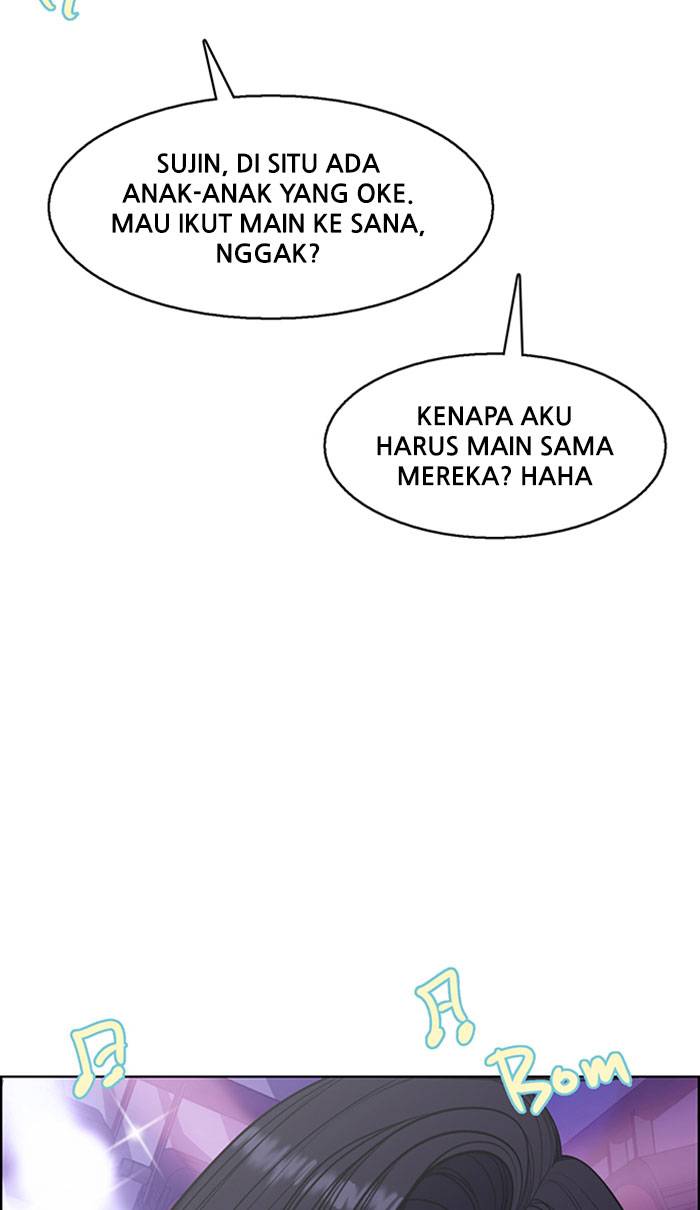 SUJIN, DI SITU ADA
ANAK-ANAK YANG OKE.
MAU IKUT MAIN KE SANA,
NGGAK?
KENAPA AKU
HARUS MAIN SAMA
MEREKA? HAHA
BOM